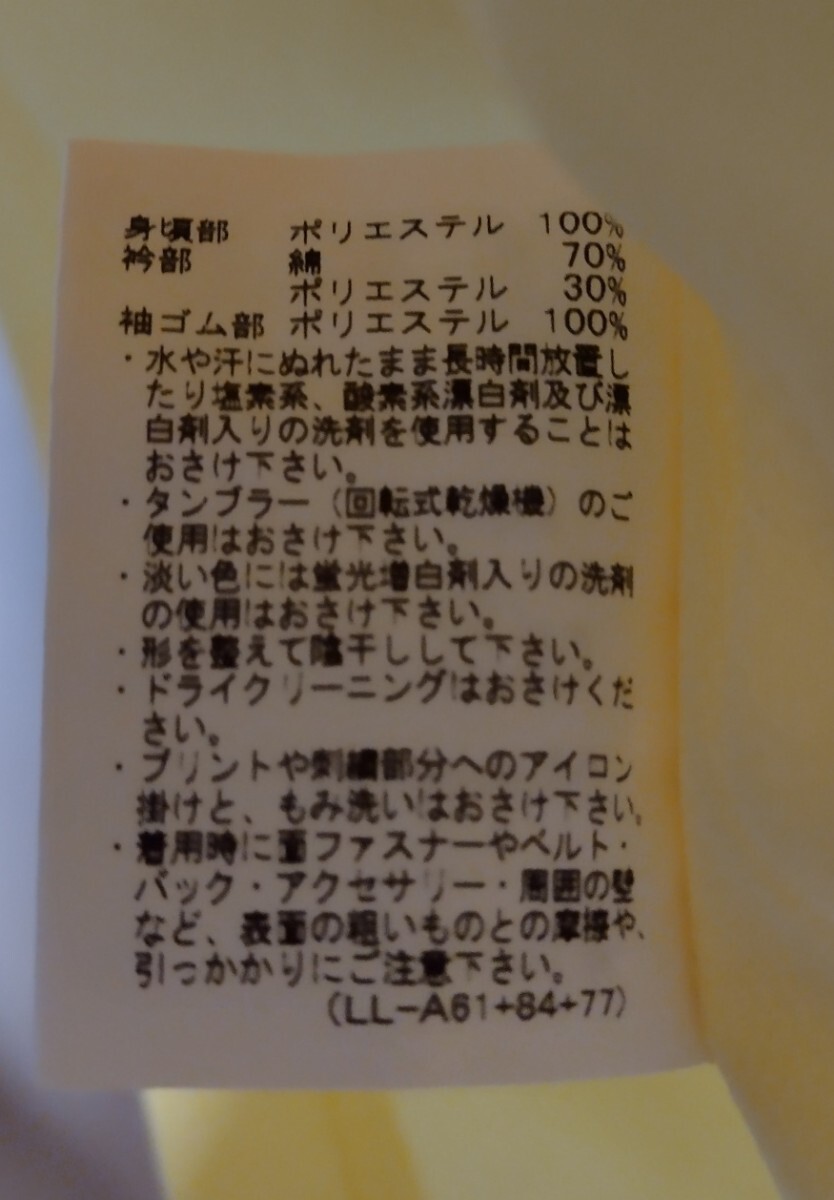 身頃部 ポリエステル 100%
衿部 綿 70%
ポリエステル 30%
袖ゴム部 ポリエステル 100%
・水や汗にぬれたまま長時間放置し
たり塩素系、酸素系漂白剤及び漂
白剤入りの洗剤を使用することは
おさけ下さい。
・タンブラー（回転式乾燥機）のご
使用はおさけ下さい。
・淡い色には蛍光増白剤入りの洗剤
の使用はおさけ下さい。
・形を整えて陰干しして下さい。
・ドライクリーニングはおさけくだ
さい。
・プリントや刺繍部分へのアイロン
掛けと、もみ洗いはおさけ下さい。
・着用時に面ファスナーやベルト・
バック・アクセサリー・周囲の壁
など、表面の粗いものとの摩擦や、
引っかかりにご注意下さい。
(LL-A61+84+77)